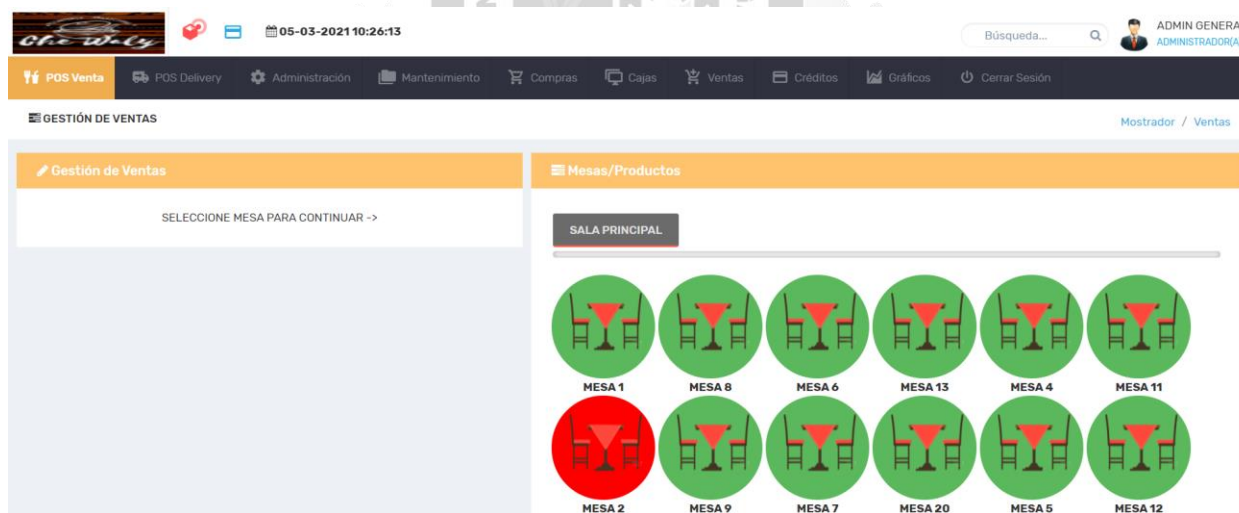 Che Wely
05-03-2021 10:26:13
Búsqueda...
ADMIN GENERA
ADMINISTRADOR(A
POS Venta
POS Delivery
Administración
Mantenimiento
Compras
Cajas
Ventas
Créditos
Gráficos
Cerrar Sesión
GESTIÓN DE VENTAS
Mostrador / Ventas
Gestión de Ventas
SELECCIONE MESA PARA CONTINUAR ->
Mesas/Productos
SALA PRINCIPAL
MESA 1 MESA 8 MESA 6 MESA 13 MESA 4 MESA 11
MESA 2 MESA 9 MESA 7 MESA 20 MESA 5 MESA 12